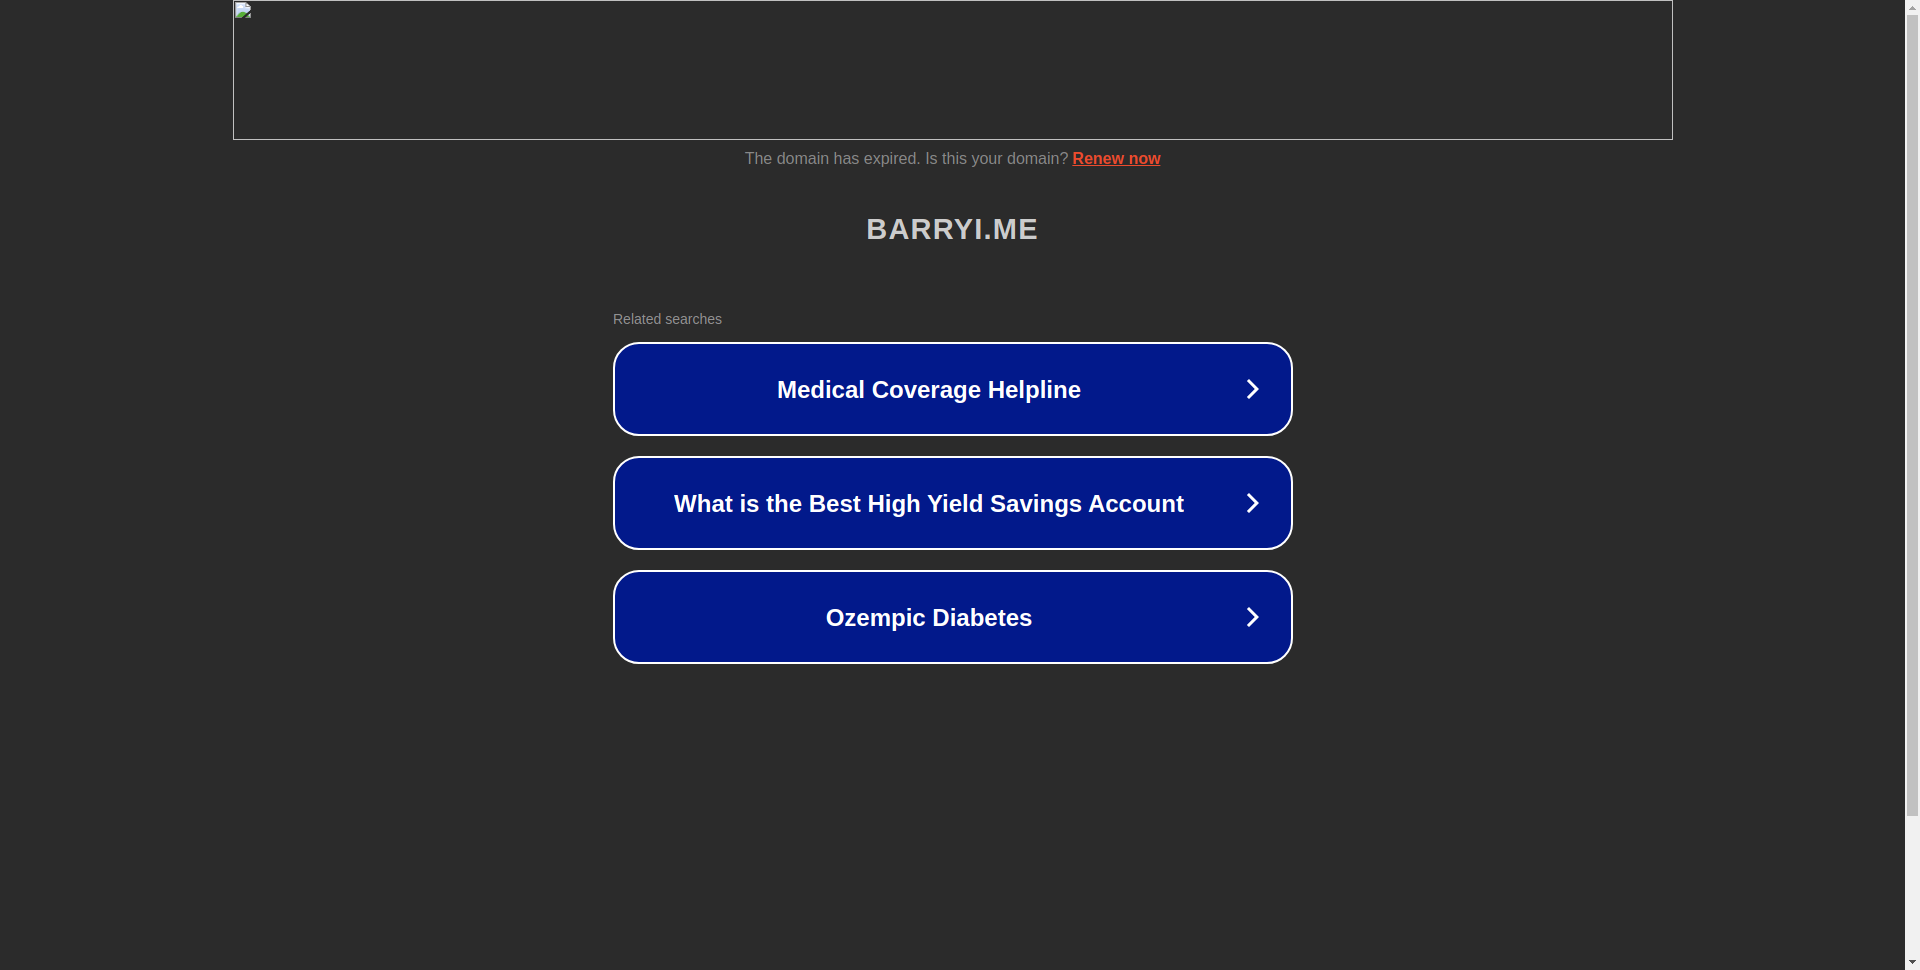 The domain has expired. Is this your domain? Renew now
BARRYI.ME
Related searches
Medical Coverage Helpline
What is the Best High Yield Savings Account
Ozempic Diabetes